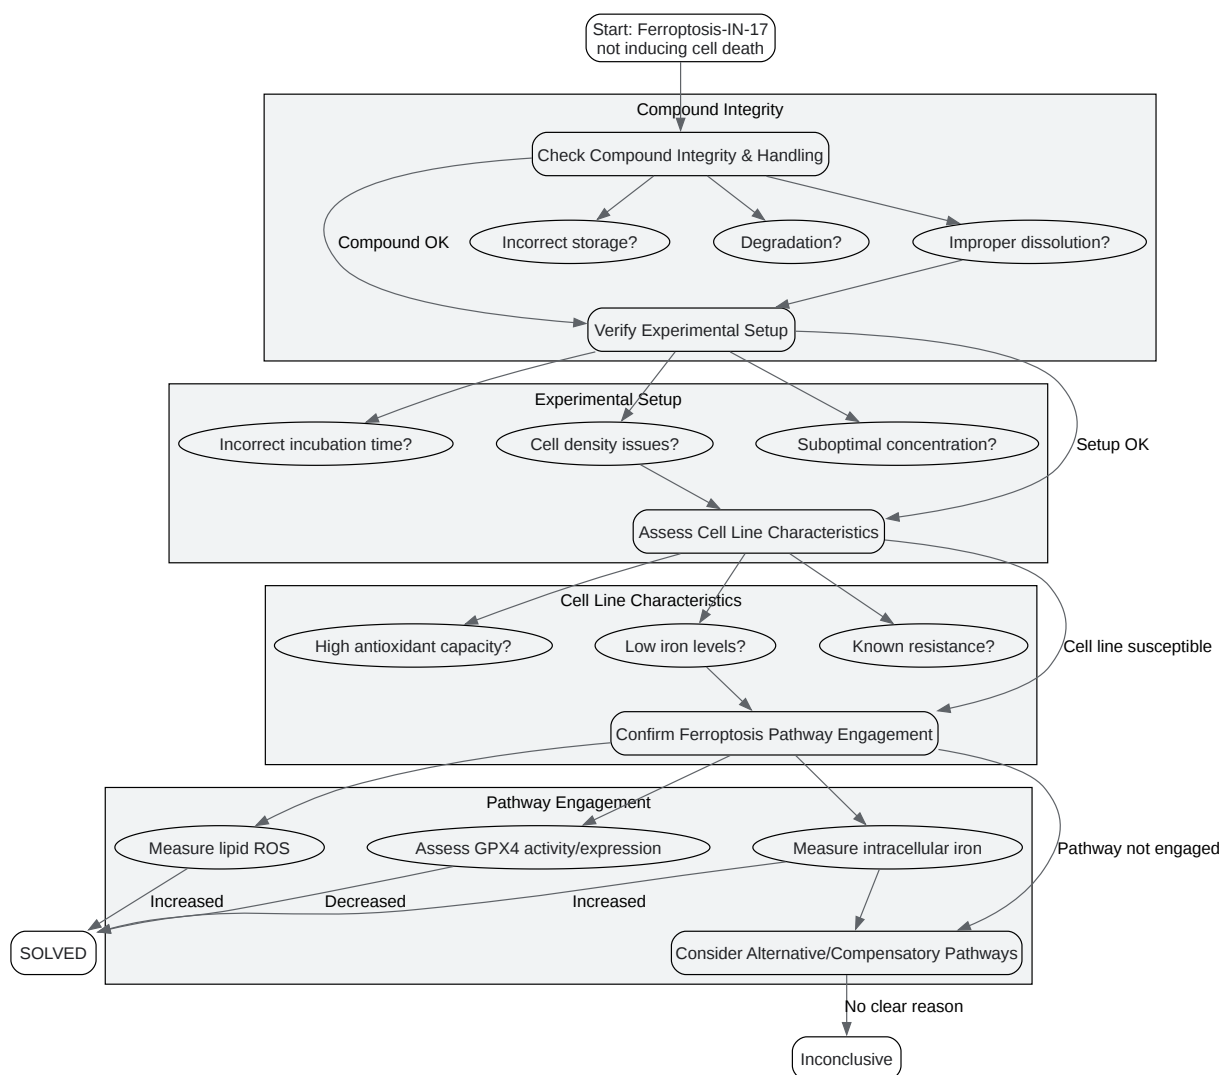 Start: Ferroptosis-IN-17
not inducing cell death
Compound Integrity
Check Compound Integrity & Handling
Compound OK
Incorrect storage?
Degradation?
Improper dissolution?
Verify Experimental Setup
Experimental Setup
Incorrect incubation time?
Cell density issues?
Suboptimal concentration?
Setup OK
Assess Cell Line Characteristics
Cell Line Characteristics
High antioxidant capacity?
Low iron levels?
Known resistance?
Cell line susceptible
Confirm Ferroptosis Pathway Engagement
Pathway Engagement
Measure lipid ROS
Assess GPX4 activity/expression
Measure intracellular iron
Pathway not engaged
Increased
Decreased
Increased
SOLVED
Consider Alternative/Compensatory Pathways
No clear reason
Inconclusive